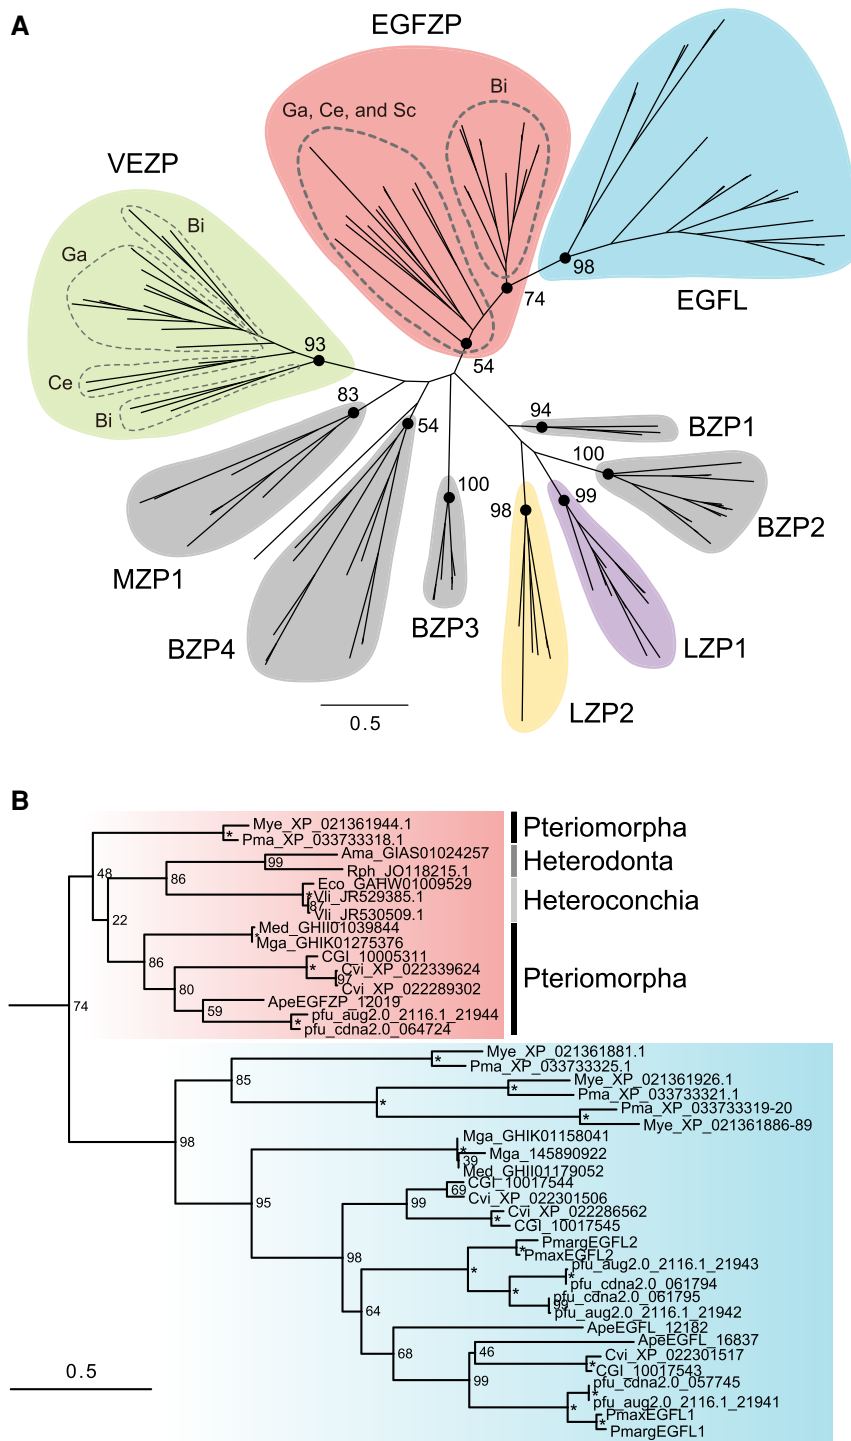 A
EGFZP
Bi
Ga, Ce, and Sc
VEZP
Bi
Ga
98
74
EGFL
93
54
Ce
Bi
83
94
54
BZP1
100
100
99
98
BZP2
MZP1
BZP3
BZP4
LZP1
LZP2
0.5
B
Mye_XP_021361944.1
*
Pma_XP_033733318.1
Pteriomorpha
Ama_GIAS01024257
99
Rph_JO118215.1
Heterodonta
48
86
Eco_GAHW01009529
*
Vli_JR529385.1
87
Vli_JR530509.1
Heteroconchia
22
Med_GHII01039844
*
Mga_GHIK01275376
86
CGI_10005311
*
Cvi_XP_022339624
97
Cvi_XP_022289302
Pteriomorpha
80
ApeEGFZP_12019
59
pfu_aug2.0_2116.1_21944
*
pfu_cdna2.0_064724
74
Mye_XP_021361881.1
*
Pma_XP_033733325.1
85
Mye_XP_021361926.1
*
Pma_XP_033733321.1
*
Pma_XP_033733319-20
*
Mye_XP_021361886-89
98
Mga_GHIK01158041
*
Mga_145890922
39
Med_GHII01179052
95
CGI_10017544
69
Cvi_XP_022301506
99
Cvi_XP_022286562
*
CGI_10017545
98
PmargEGFL2
*
PmaxEGFL2
*
pfu_aug2.0_2116.1_21943
*
pfu_cdna2.0_061794
*
pfu_cdna2.0_061795
99
pfu_aug2.0_2116.1_21942
64
ApeEGFL_12182
68
ApeEGFL_16837
46
Cvi_XP_022301517
*
CGI_10017543
99
pfu_cdna2.0_057745
*
pfu_aug2.0_2116.1_21941
*
PmaxEGFL1
*
PmargEGFL1
0.5